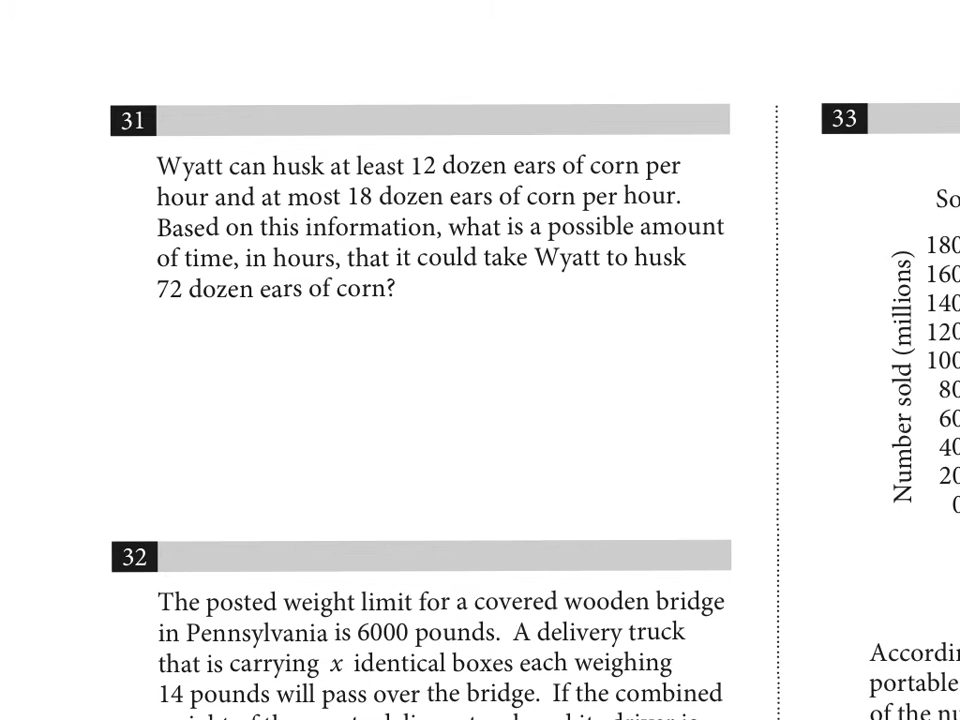 31
Wyatt can husk at least 12 dozen ears of corn per
hour and at most 18 dozen ears of corn per hour.
Based on this information, what is a possible amount
of time, in hours, that it could take Wyatt to husk
72 dozen ears of corn?
32
The posted weight limit for a covered wooden bridge
in Pennsylvania is 6000 pounds. A delivery truck
that is carrying x identical boxes each weighing
14 pounds will pass over the bridge. If the combined
33
Number sold (millions)
180
160
140
120
100
80
60
40
20
0
portable
of the